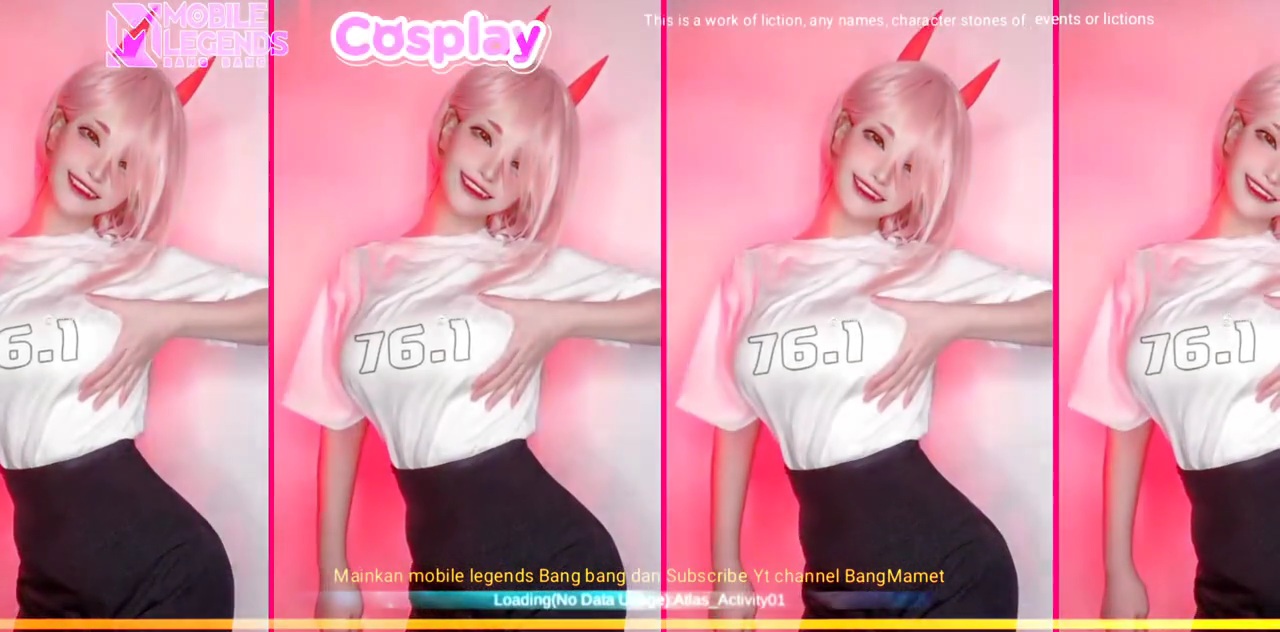 MOBILE
LEGENDS
BANG BANG
Cosplay
This is a work of liction, any names, character stones of events or lictions
6.1
76.1
76.1
76.1
Mainkan mobile legends Bang bang dan Subscribe Yt channel BangMamet
Loading(No Data Usage):Atlas_Activity01